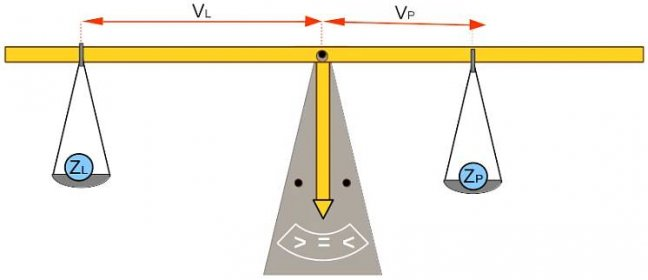 VL VP
ZL ZP
> = <